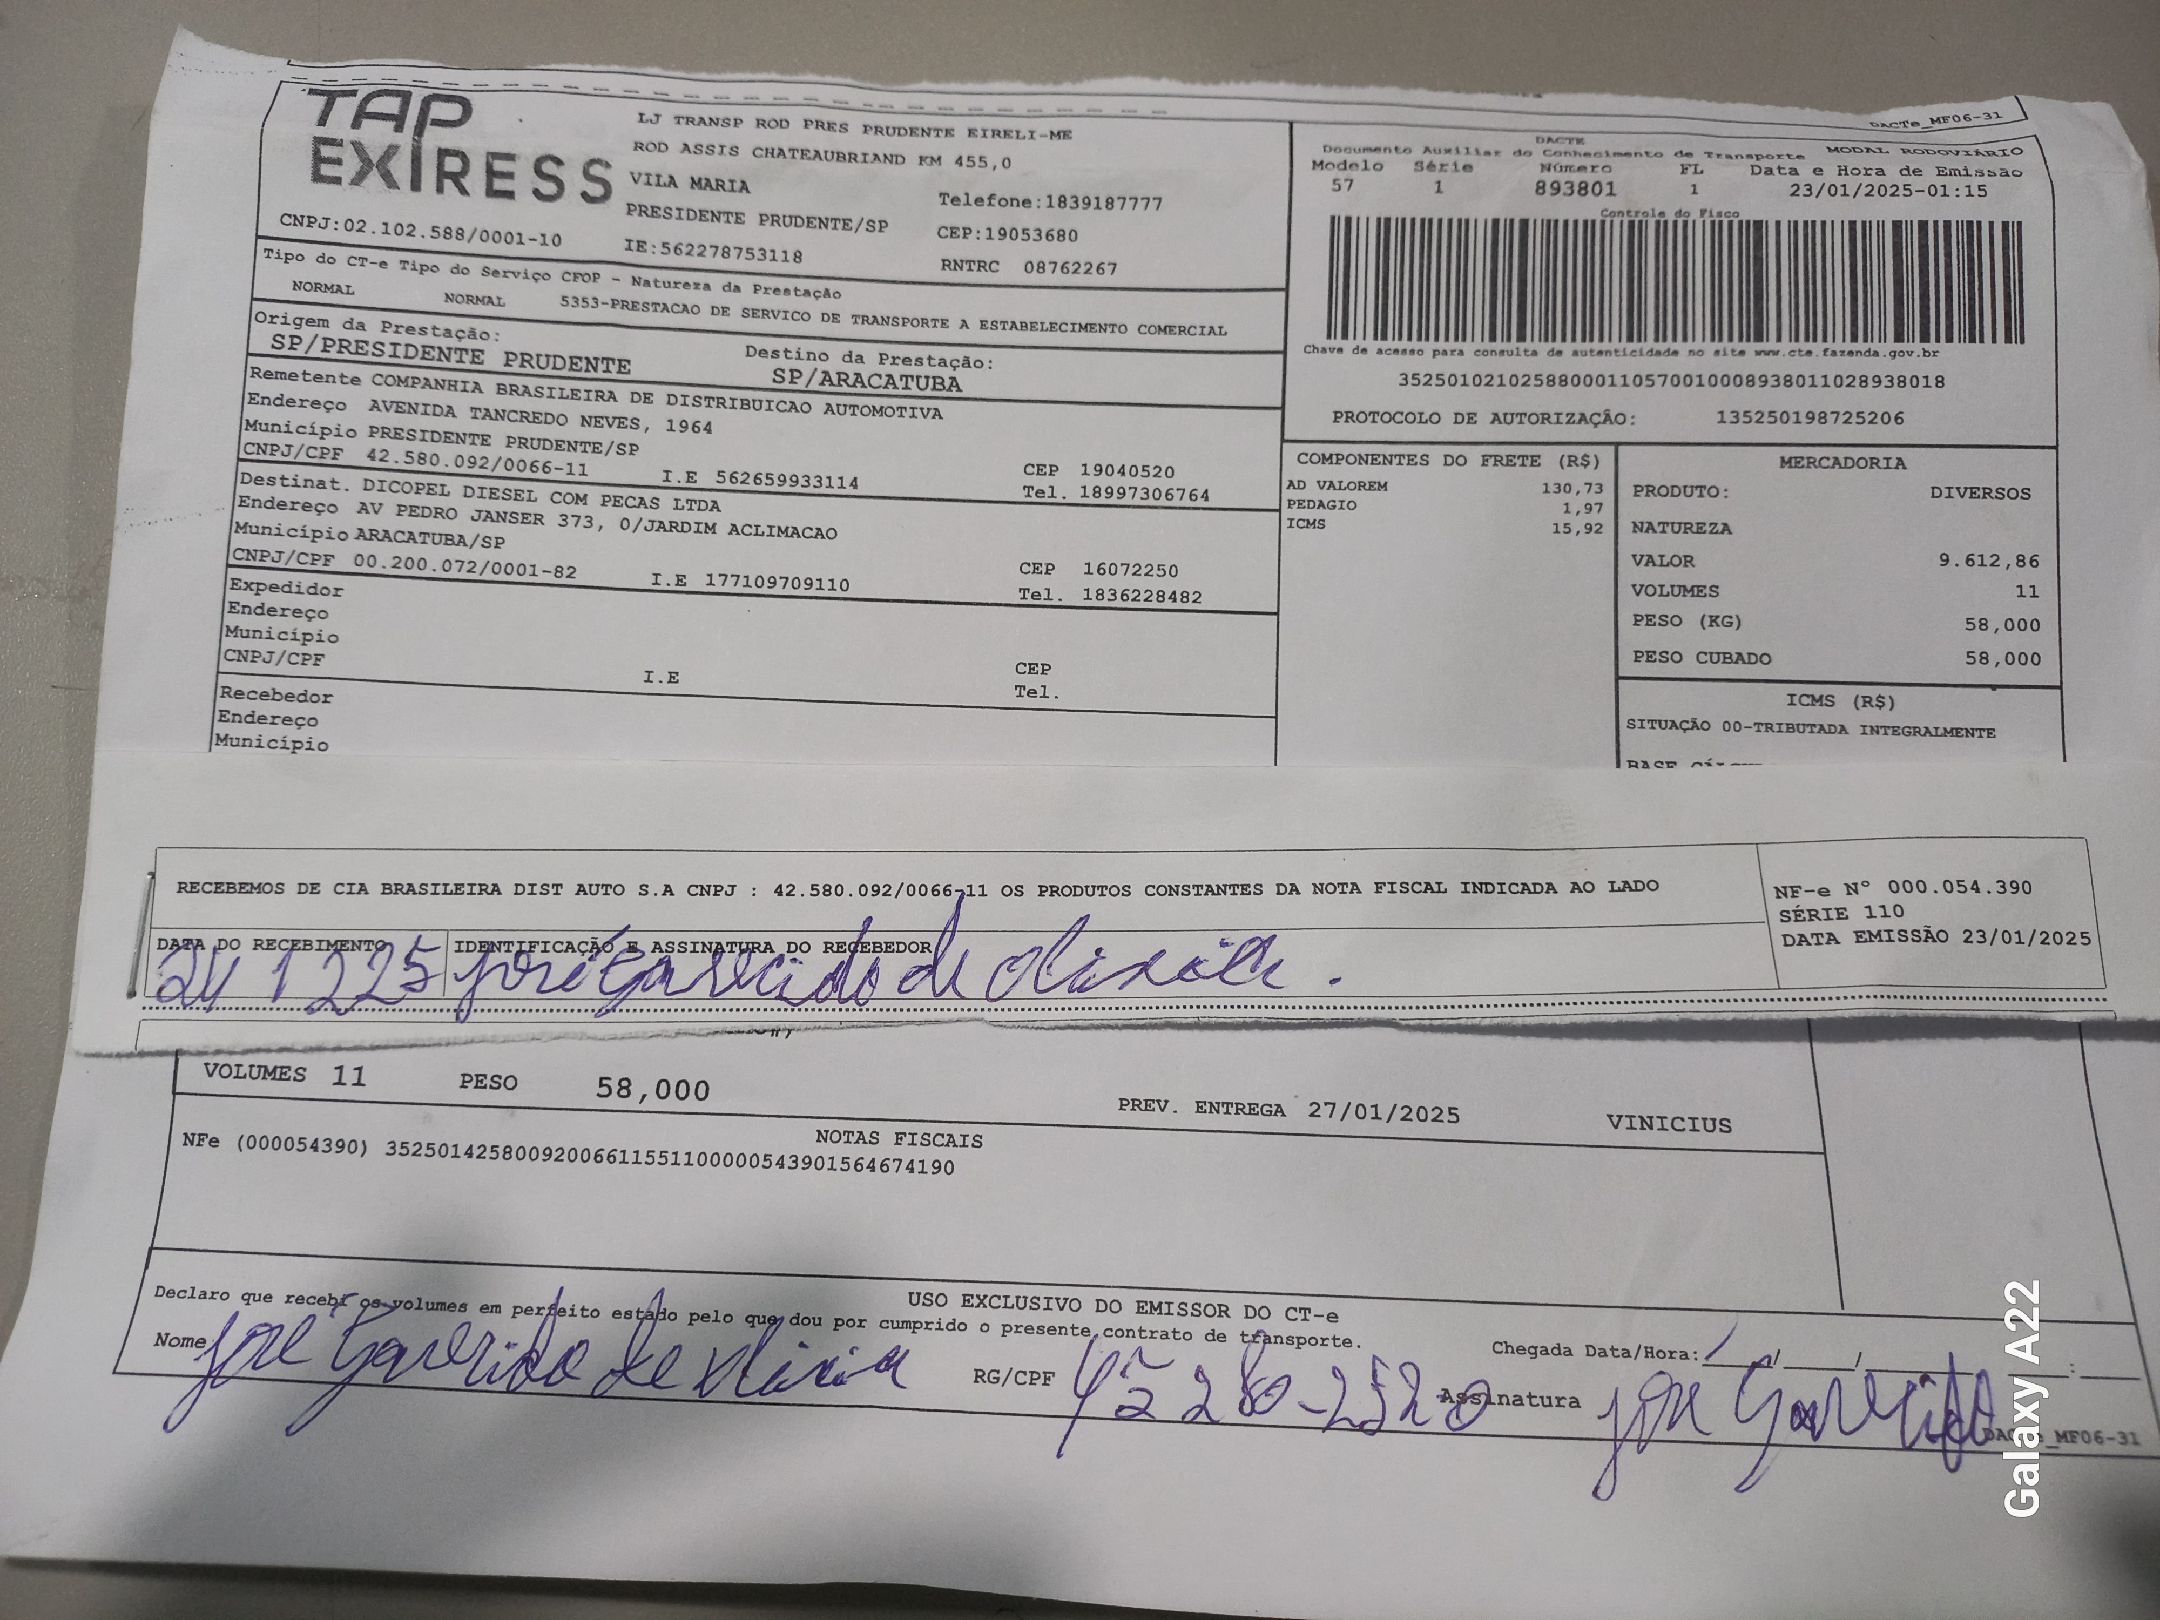 DACTe_MF06-31
TAP
EXIRESS
LJ TRANSP ROD PRES PRUDENTE EIRELI-ME
ROD ASSIS CHATEAUBRIAND KM 455,0
VILA MARIA
Telefone:1839187777
PRESIDENTE PRUDENTE/SP
CEP:19053680
CNPJ:02.102.588/0001-10
IE:562278753118
RNTRC 08762267
DACTE
Documento Auxiliar do Conhecimento de Transporte MODAL RODOVIÁRIO
Modelo Série Número FL Data e Hora de Emissão
57 1 893801 1 23/01/2025-01:15
Controle do Fisco
Chave de acesso para consulta de autenticidade no site www.cte.fazenda.gov.br
35250102102588000110570010008938011028938018
PROTOCOLO DE AUTORIZAÇÃO: 135250198725206
Tipo do CT-e Tipo do Serviço CFOP - Natureza da Prestação
NORMAL NORMAL 5353-PRESTACAO DE SERVICO DE TRANSPORTE A ESTABELECIMENTO COMERCIAL
Origem da Prestação:
SP/PRESIDENTE PRUDENTE
Destino da Prestação:
SP/ARACATUBA
Remetente COMPANHIA BRASILEIRA DE DISTRIBUICAO AUTOMOTIVA
Endereço AVENIDA TANCREDO NEVES, 1964
Município PRESIDENTE PRUDENTE/SP CEP 19040520
CNPJ/CPF 42.580.092/0066-11 I.E 562659933114 Tel. 18997306764
Destinat. DICOPEL DIESEL COM PECAS LTDA
Endereço AV PEDRO JANSER 373, 0/JARDIM ACLIMACAO
Município ARACATUBA/SP CEP 16072250
CNPJ/CPF 00.200.072/0001-82 I.E 177109709110 Tel. 1836228482
Expedidor
Endereço
Município CEP
CNPJ/CPF I.E Tel.
Recebedor
Endereço
Município
COMPONENTES DO FRETE (R$)
AD VALOREM 130,73
PEDAGIO 1,97
ICMS 15,92
MERCADORIA
PRODUTO: DIVERSOS
NATUREZA
VALOR 9.612,86
VOLUMES 11
PESO (KG) 58,000
PESO CUBADO 58,000
ICMS (R$)
SITUAÇÃO 00-TRIBUTADA INTEGRALMENTE
RECEBEMOS DE CIA BRASILEIRA DIST AUTO S.A CNPJ : 42.580.092/0066-11 OS PRODUTOS CONSTANTES DA NOTA FISCAL INDICADA AO LADO
NF-e Nº 000.054.390
SÉRIE 110
DATA EMISSÃO 23/01/2025
DATA DO RECEBIMENTO IDENTIFICAÇÃO E ASSINATURA DO RECEBEDOR
José de
VOLUMES 11 PESO 58,000 PREV. ENTREGA 27/01/2025 VINICIUS
NOTAS FISCAIS
NFe (000054390) 35250142580092006611551100000543901564674190
USO EXCLUSIVO DO EMISSOR DO CT-e
Declaro que recebi os volumes em perfeito estado pelo que dou por cumprido o presente contrato de transporte.
Nome José de RG/CPF Chegada Data/Hora: / / :
Assinatura José
DACTe_MF06-31
Galaxy A22